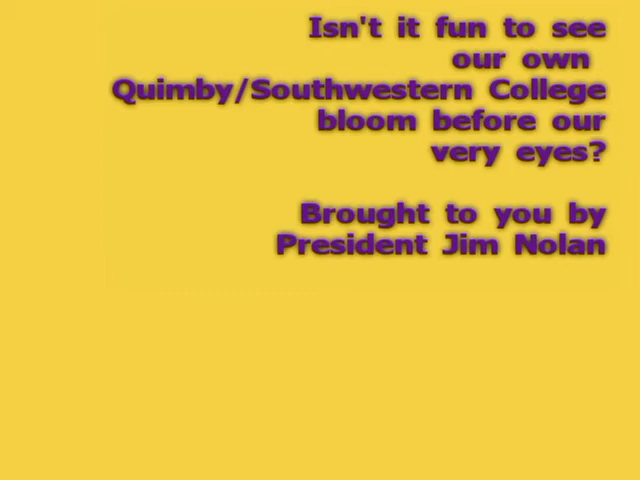 Isn't it fun to see
our own
Quimby/Southwestern College
bloom before our
very eyes?
Brought to you by
President Jim Nolan